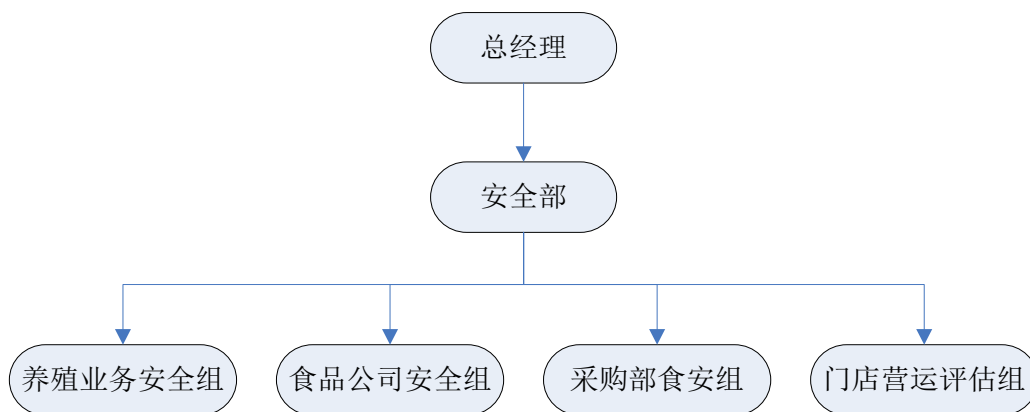 总经理
安全部
养殖业务安全组
食品公司安全组
采购部食安组
门店营运评估组